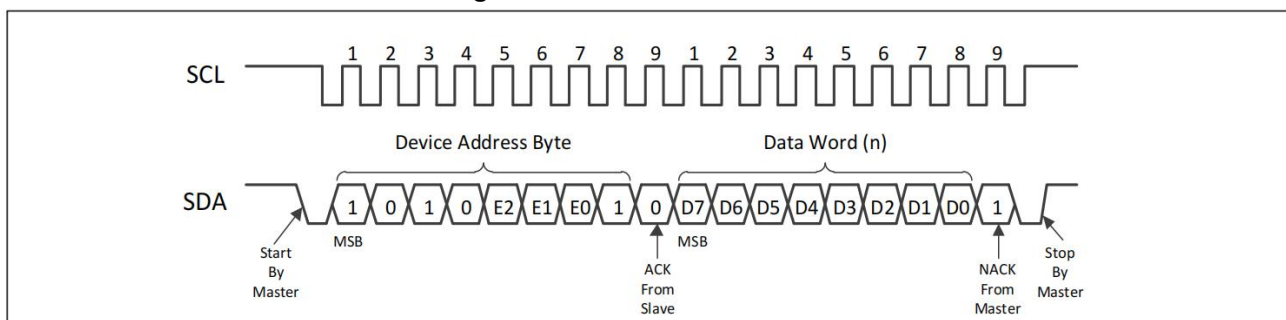 1 2 3 4 5 6 7 8 9 1 2 3 4 5 6 7 8 9
SCL
Device Address Byte Data Word (n)
SDA 1 0 1 0 E2 E1 E0 1 0 D7 D6 D5 D4 D3 D2 D1 D0 1
MSB MSB
Start
By
Master
ACK
From
Slave
NACK
From
Master
Stop
By
Master